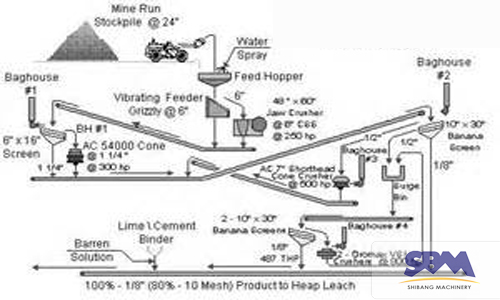 Mine Run
Stockpile @ 24"
Water
Spray
Baghouse
#1
Baghouse
#2
Feed Hopper
Vibrating Feeder
Grizzly @ 6"
6"
48" x 60"
Jaw Crusher
@ 6" CSS
@ 250 hp
BH #1
6" x 16"
Screen
AC 54000 Cone
@ 1 1/4"
@ 300 hp
1 1/4"
10" x 30"
Banana
Screen
1/2"
1/2"
1/8"
AC 7" Shorthead
Cone Crusher
@ 500 hp
Baghouse
#3
Surge
Bin
2 - 10" x 30"
Banana Screens
Baghouse #4
1/8"
487 TPH
2 -
Crushers @
Lime \ Cement
Binder
Barren
Solution
100% - 1/8" (80% - 10 Mesh) Product to Heap Leach
SBM
SHIBANG MACHINERY